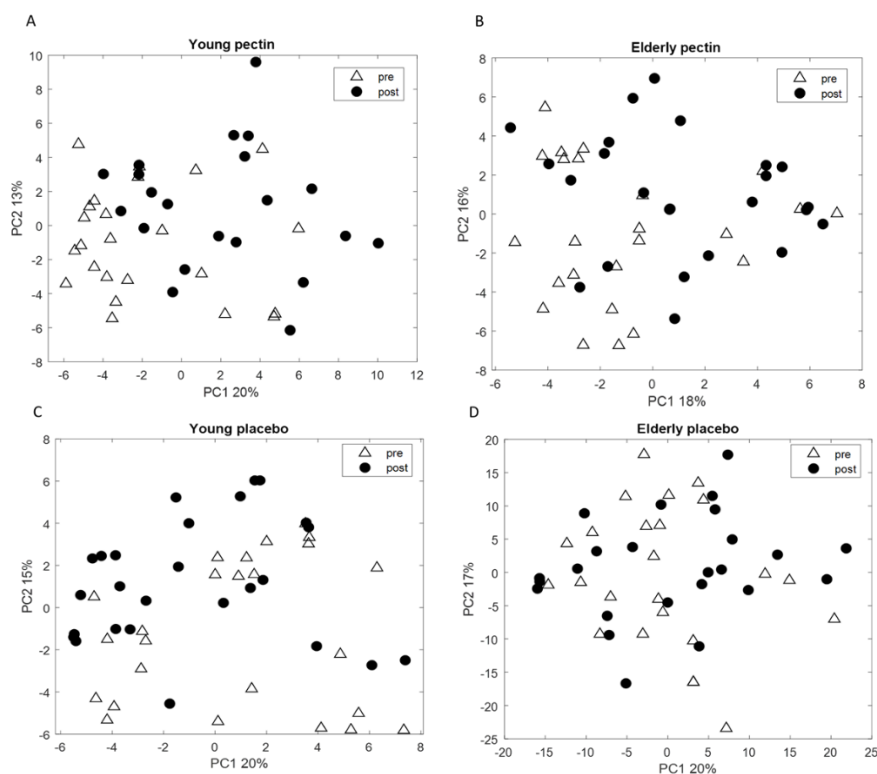 A
Young pectin
pre
post
10
8
6
4
2
0
-2
-4
-6
-8
PC2 13%
-6 -4 -2 0 2 4 6 8 10 12
PC1 20%
B
Elderly pectin
pre
post
8
6
4
2
0
-2
-4
-6
-8
PC2 16%
-6 -4 -2 0 2 4 6 8
PC1 18%
C
Young placebo
pre
post
8
6
4
2
0
-2
-4
-6
PC2 15%
-6 -4 -2 0 2 4 6 8
PC1 20%
D
Elderly placebo
pre
post
20
15
10
5
0
-5
-10
-15
-20
-25
PC2 17%
-20 -15 -10 -5 0 5 10 15 20 25
PC1 20%